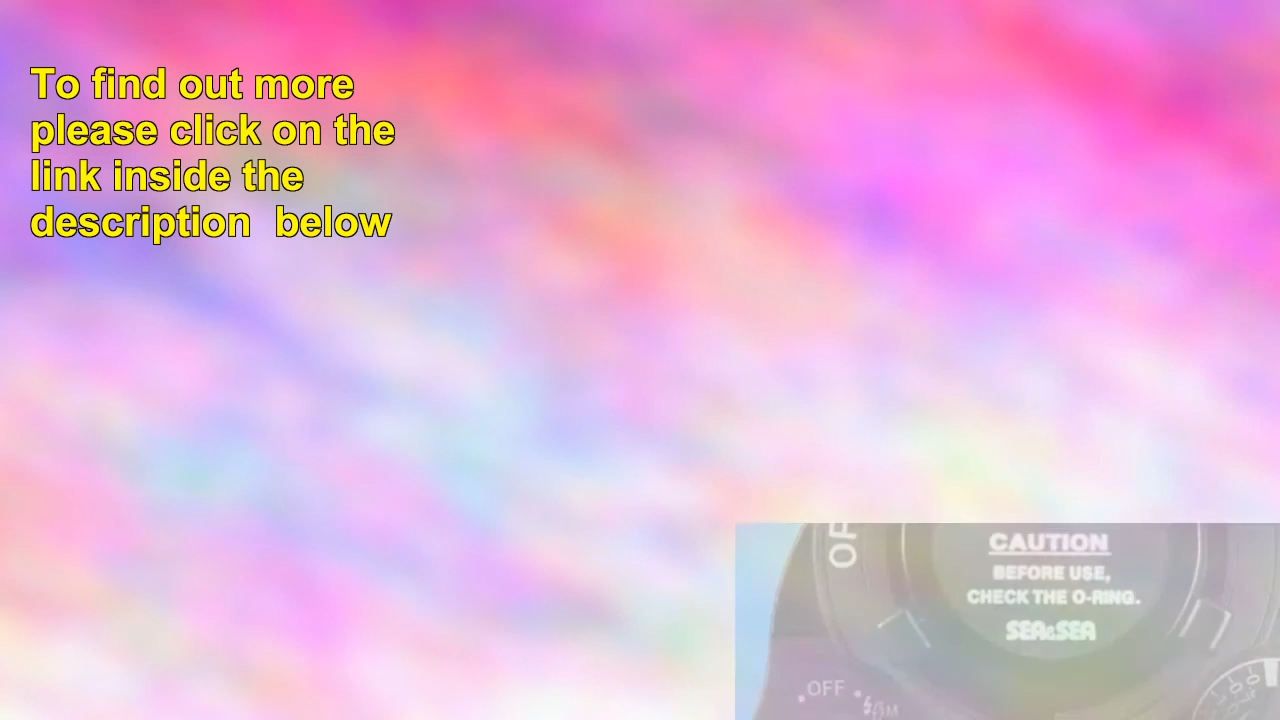 To find out more
please click on the
link inside the
description  below
CAUTION
BEFORE USE,
CHECK THE O-RING.
SEA&SEA
OFF